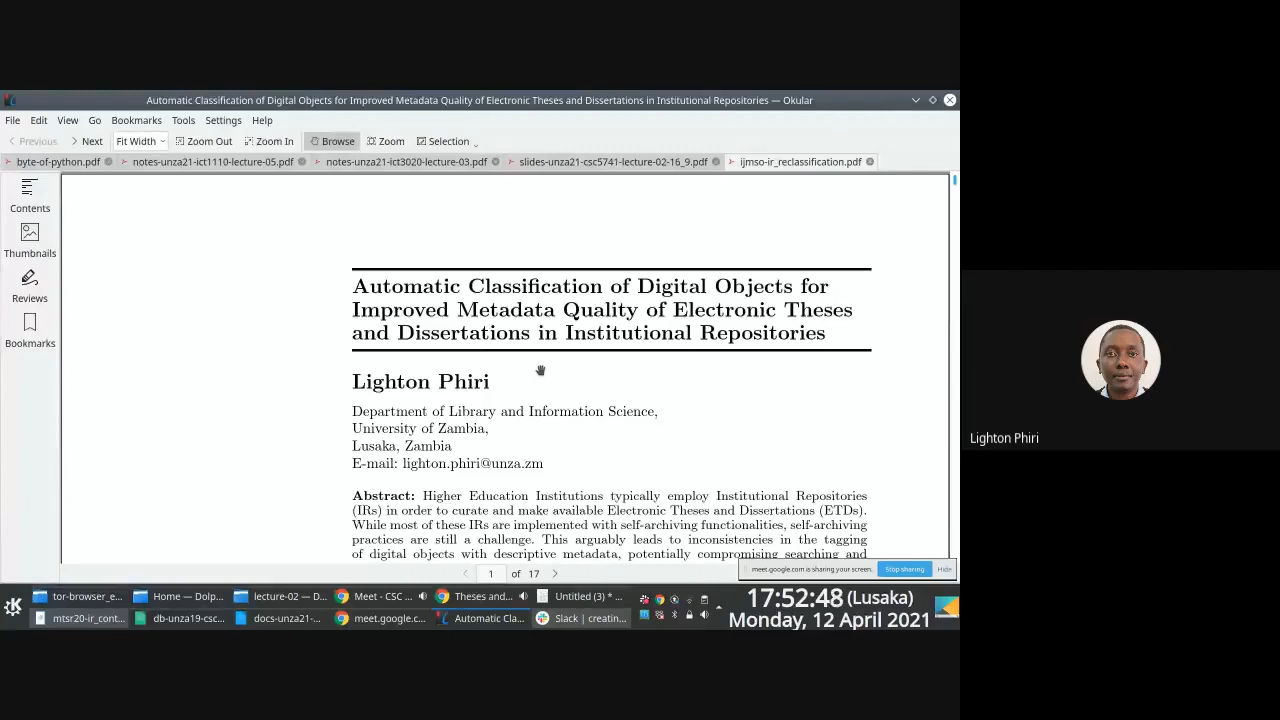 Automatic Classification of Digital Objects for Improved Metadata Quality of Electronic Theses and Dissertations in Institutional Repositories — Okular
File Edit View Go Bookmarks Tools Settings Help
Previous Next Fit Width Zoom Out Zoom In Browse Zoom Selection
byte-of-python.pdf notes-unza21-ict1110-lecture-05.pdf notes-unza21-ict3020-lecture-03.pdf slides-unza21-csc5741-lecture-02-16_9.pdf ijmso-ir_reclassification.pdf
Contents
Thumbnails
Reviews
Bookmarks
Automatic Classification of Digital Objects for
Improved Metadata Quality of Electronic Theses
and Dissertations in Institutional Repositories
Lighton Phiri
Department of Library and Information Science,
University of Zambia,
Lusaka, Zambia
E-mail: lighton.phiri@unza.zm
Abstract: Higher Education Institutions typically employ Institutional Repositories
(IRs) in order to curate and make available Electronic Theses and Dissertations (ETDs).
While most of these IRs are implemented with self-archiving functionalities, self-archiving
practices are still a challenge. This arguably leads to inconsistencies in the tagging
of digital objects with descriptive metadata, potentially compromising searching and
meet.google.com is sharing your screen. Stop sharing Hide
1 of 17
tor-browser_e... Home — Dolp... lecture-02 — D... Meet - CSC ... Theses and... Untitled (3) * ...
mtsr20-ir_cont... db-unza19-csc... docs-unza21-... meet.google.c... Automatic Cla... Slack | creatin...
17:52:48 (Lusaka)
Monday, 12 April 2021
Lighton Phiri